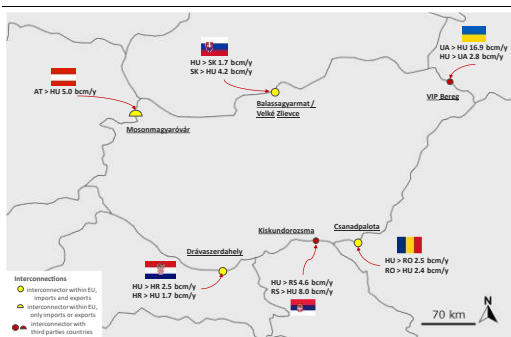 UA > HU 16.9 bcm/y
HU > UA 2.8 bcm/y
VIP Bereg
HU > SK 1.7 bcm/y
SK > HU 4.2 bcm/y
Balassagyarmat /
Velké Zlievce
AT > HU 5.0 bcm/y
Mosonmagyaróvár
Kiskundorozsma
Csanadpalota
Drávaszerdahely
HU > RO 2.5 bcm/y
RO > HU 2.4 bcm/y
HU > HR 2.5 bcm/y
HR > HU 1.7 bcm/y
HU > RS 4.6 bcm/y
RS > HU 8.0 bcm/y
Interconnections
interconnector within EU,
imports and exports
interconnector within EU,
only imports or exports
interconnector with
third parties countries
70 km
N